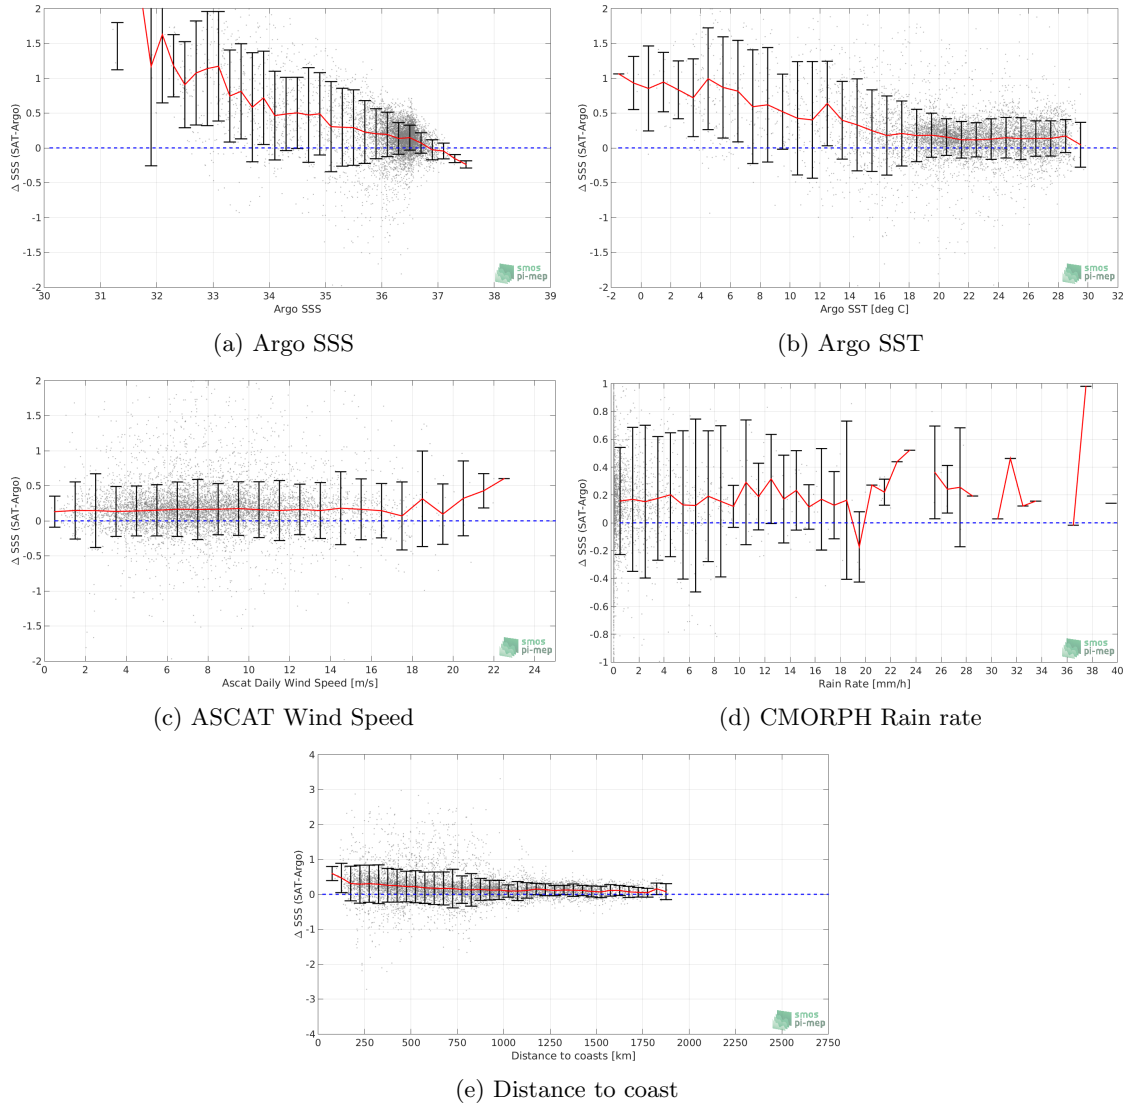 2
1.5
1
0.5
0
-0.5
-1
-1.5
-2
Δ SSS (SAT-Argo)
30 31 32 33 34 35 36 37 38 39
Argo SSS
smos
pi-mep
(a) Argo SSS
2
1.5
1
0.5
0
-0.5
-1
-1.5
-2
Δ SSS (SAT-Argo)
-2 0 2 4 6 8 10 12 14 16 18 20 22 24 26 28 30 32
Argo SST [deg C]
smos
pi-mep
(b) Argo SST
2
1.5
1
0.5
0
-0.5
-1
-1.5
-2
Δ SSS (SAT-Argo)
0 2 4 6 8 10 12 14 16 18 20 22 24
Ascat Daily Wind Speed [m/s]
smos
pi-mep
(c) ASCAT Wind Speed
1
0.8
0.6
0.4
0.2
0
-0.2
-0.4
-0.6
-0.8
-1
Δ SSS (SAT-Argo)
0 2 4 6 8 10 12 14 16 18 20 22 24 26 28 30 32 34 36 38 40
Rain Rate [mm/h]
smos
pi-mep
(d) CMORPH Rain rate
4
3
2
1
0
-1
-2
-3
-4
Δ SSS (SAT-Argo)
0 250 500 750 1000 1250 1500 1750 2000 2250 2500 2750
Distance to coasts [km]
smos
pi-mep
(e) Distance to coast